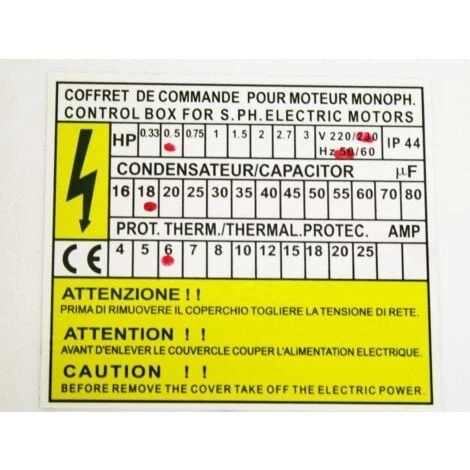 COFFRET DE COMMANDE POUR MOTEUR MONOPH.
CONTROL BOX FOR S.PH.ELECTRIC MOTORS
HP 0.33 0.5 0.75 1 1.5 2 2.7 3 V 220/230 IP 44
Hz 50/60
CONDENSATEUR/CAPACITOR µF
16 18 20 25 30 35 40 45 50 55 60 70 80
PROT. THERM./THERMAL.PROTEC. AMP
4 5 6 8 10 12 15 18 20 25
CE
ATTENZIONE ! !
PRIMA DI RIMUOVERE IL COPERCHIO TOGLIERE LA TENSIONE DI RETE.
ATTENTION ! !
AVANT D'ENLEVER LE COUVERCLE COUPER L'ALIMENTATION ELECTRIQUE.
CAUTION ! !
BEFORE REMOVE THE COVER TAKE OFF THE ELECTRIC POWER.